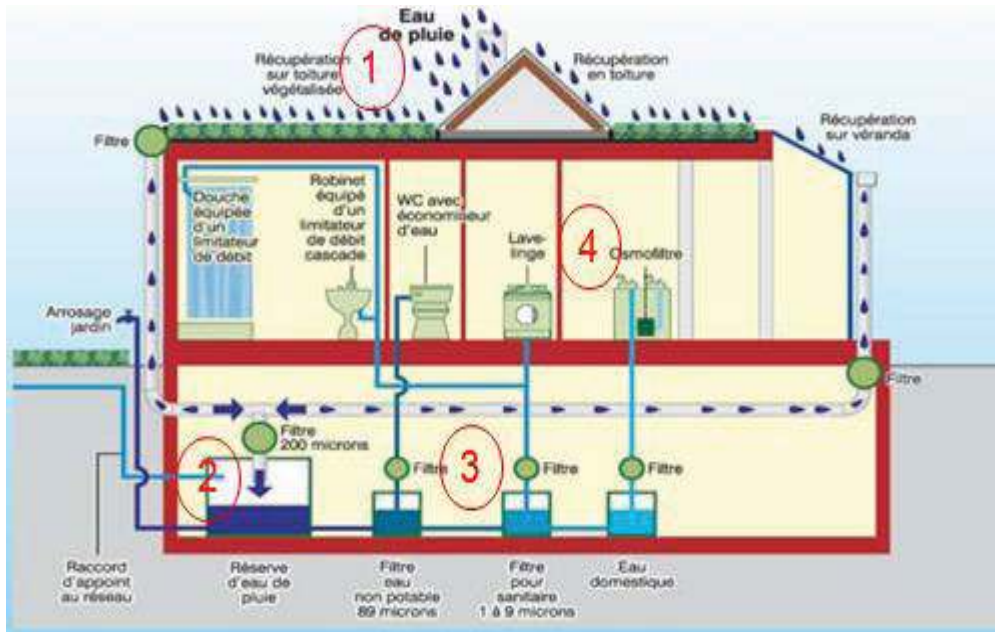 Eau
de pluie
1
Récupération
sur toiture
végétalisée
Récupération
en toiture
Récupération
sur véranda
Filtre
Douche
équipée
d'un
limitateur
de débit
Robinet
équipé
d'un
limitateur
de débit
cascade
WC avec
économiseur
d'eau
Lave-
linge
4
Osmofiltre
Arrosage
jardin
Filtre
Filtre
200 microns
2
Filtre
3
Filtre
Filtre
Raccord
d'appoint
au réseau
Réserve
d'eau de
pluie
Filtre
eau
non potable
89 microns
Filtre
pour
sanitaire
1 à 9 microns
Eau
domestique